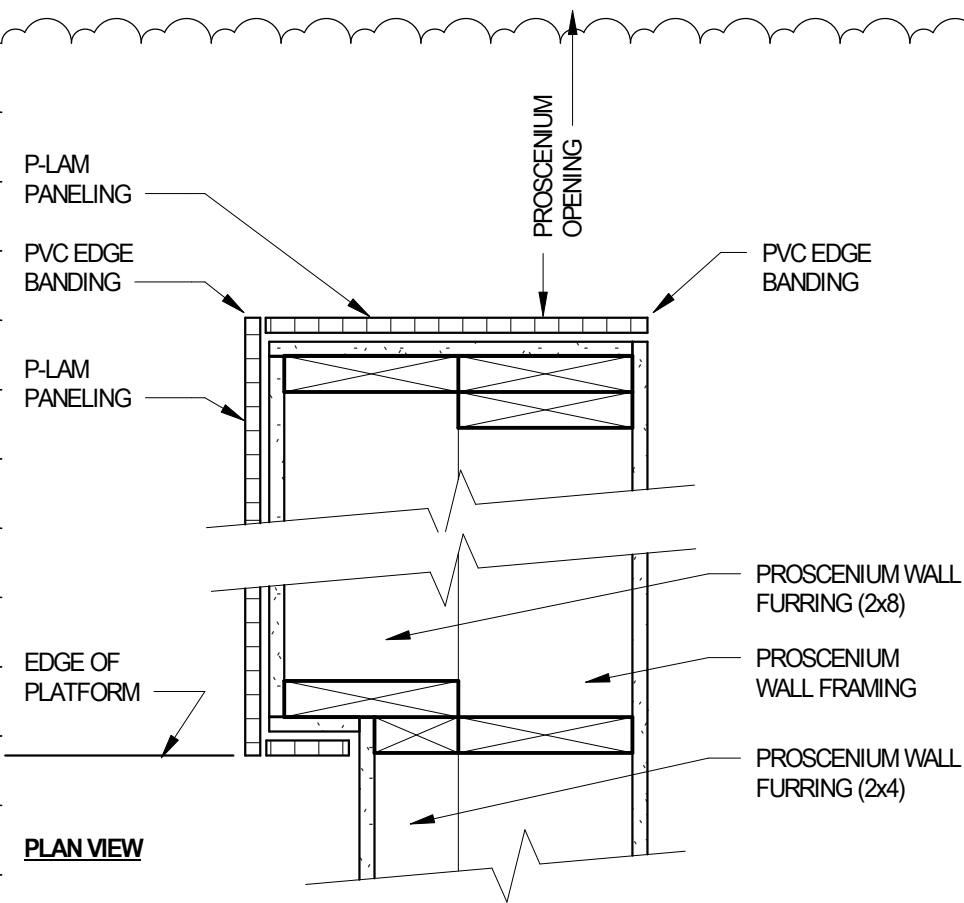 PROSCENIUM
OPENING
P-LAM
PANELING
PVC EDGE
BANDING
PVC EDGE
BANDING
P-LAM
PANELING
PROSCENIUM WALL
FURRING (2x8)
EDGE OF
PLATFORM
PROSCENIUM
WALL FRAMING
PROSCENIUM WALL
FURRING (2x4)
PLAN VIEW